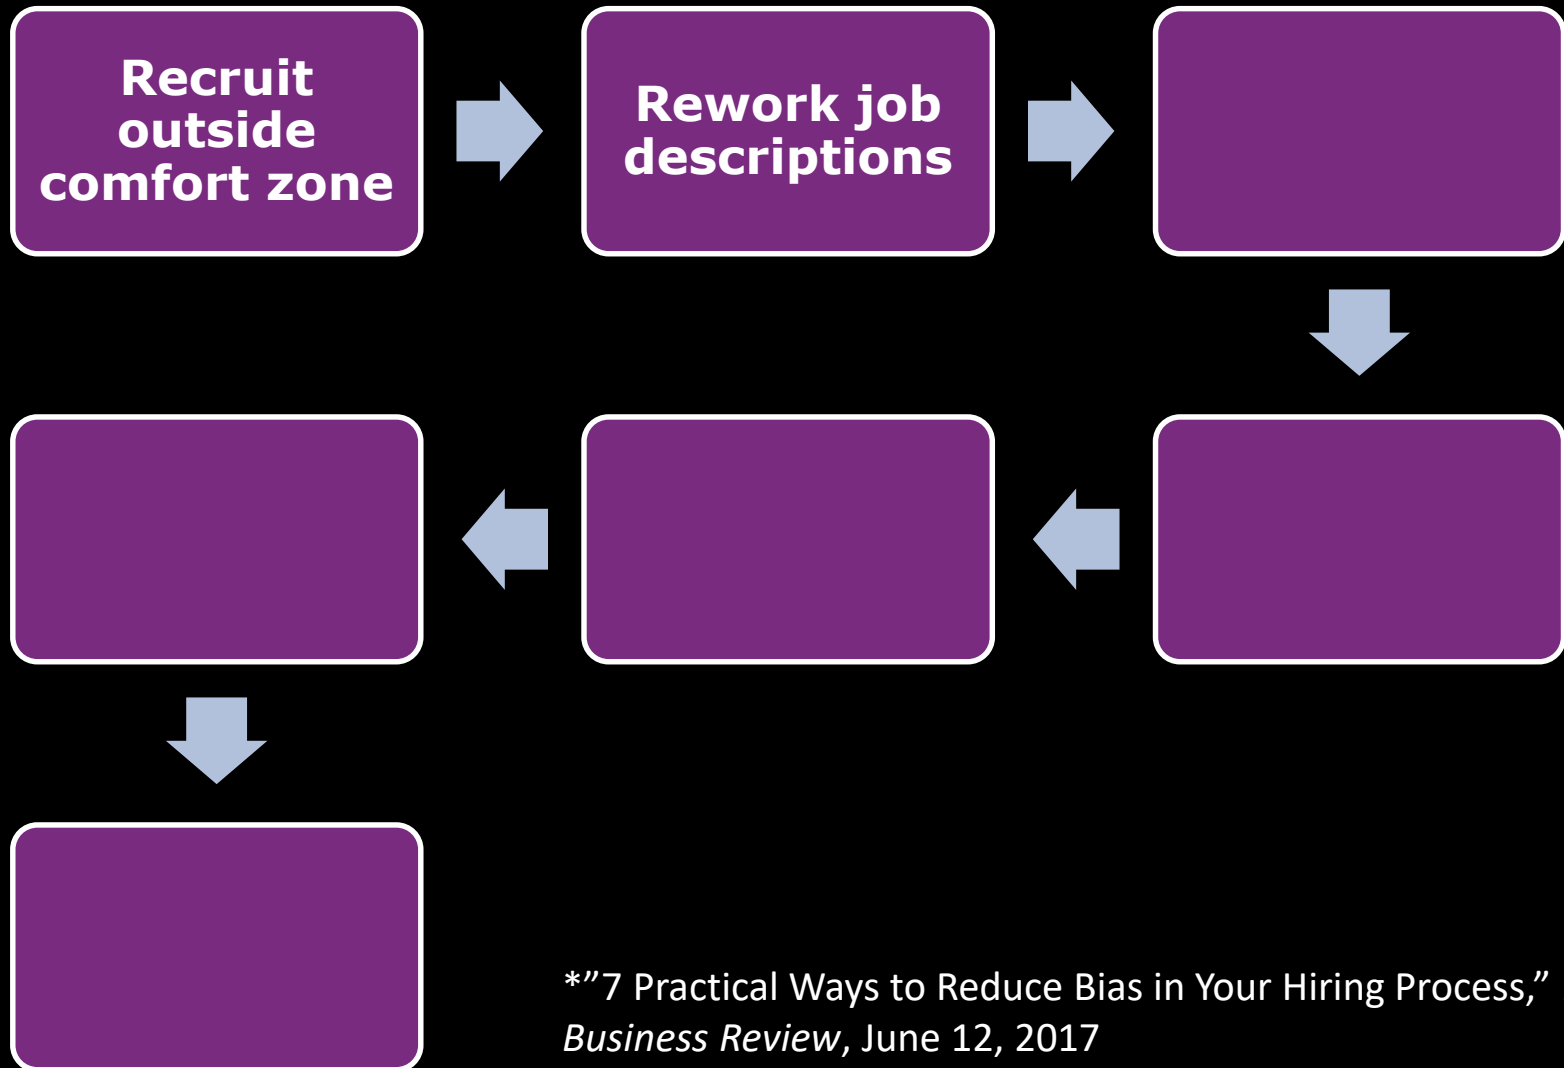 Recruit
outside
comfort zone
Rework job
descriptions
*”7 Practical Ways to Reduce Bias in Your Hiring Process,”
Business Review, June 12, 2017